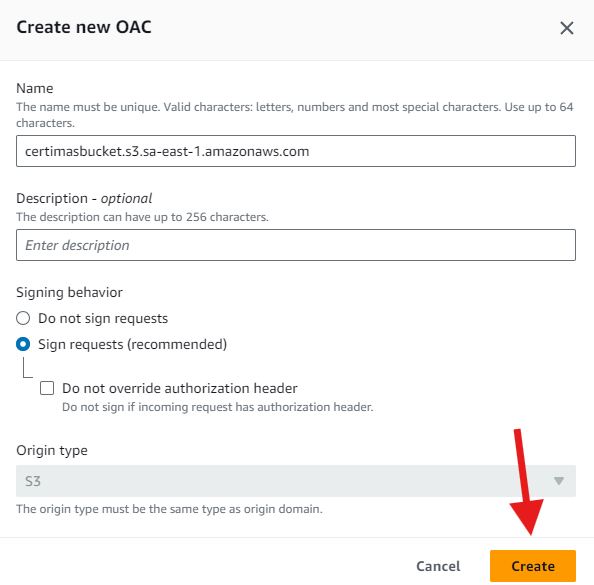 Create new OAC
Name
The name must be unique. Valid characters: letters, numbers and most special characters. Use up to 64
characters.
certimasbucket.s3.sa-east-1.amazonaws.com
Description - optional
The description can have up to 256 characters.
Enter description
Signing behavior
Do not sign requests
Sign requests (recommended)
Do not override authorization header
Do not sign if incoming request has authorization header.
Origin type
S3
The origin type must be the same type as origin domain.
Cancel Create